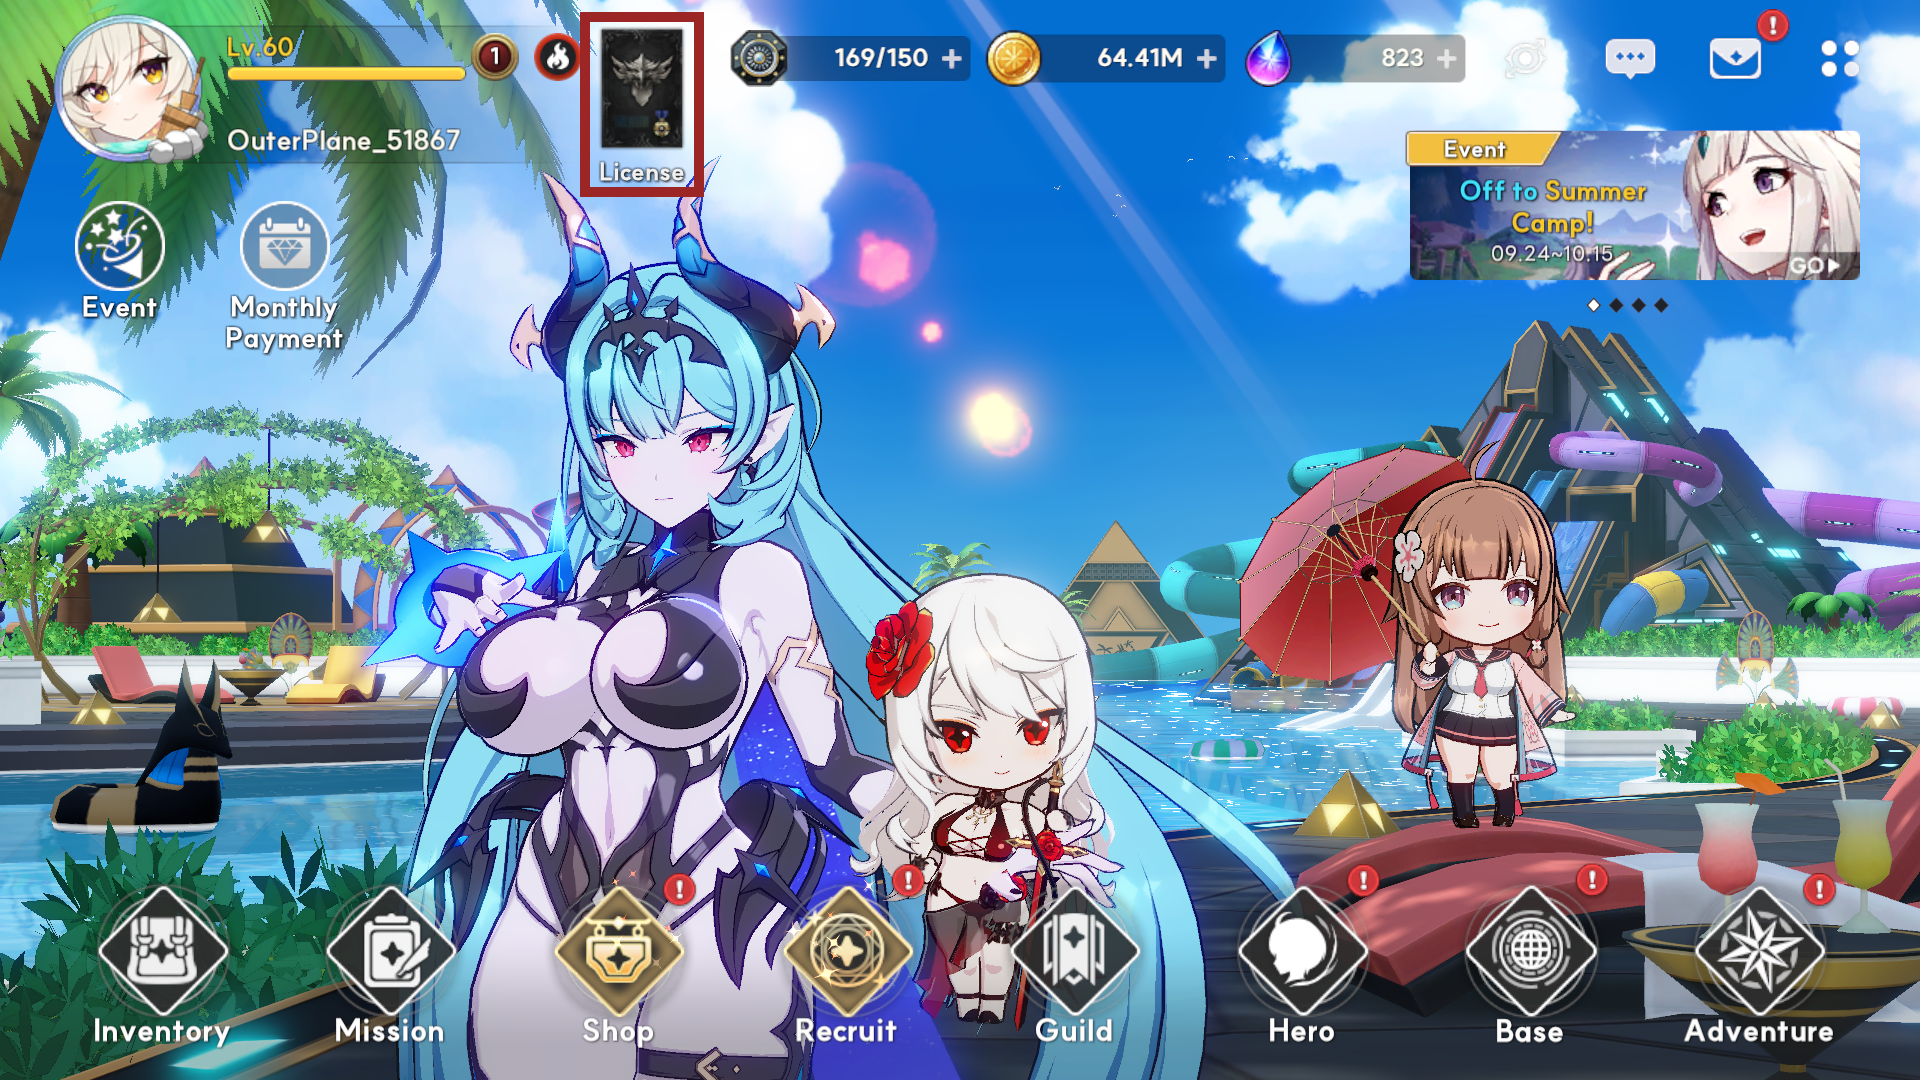 Lv.60
1
169/150
64.41M
823
OuterPlane_51867
License
Event
Off to Summer
Camp!
09.24~10.15
GO
Event
Monthly
Payment
Inventory
Mission
Shop
Recruit
Guild
Hero
Base
Adventure